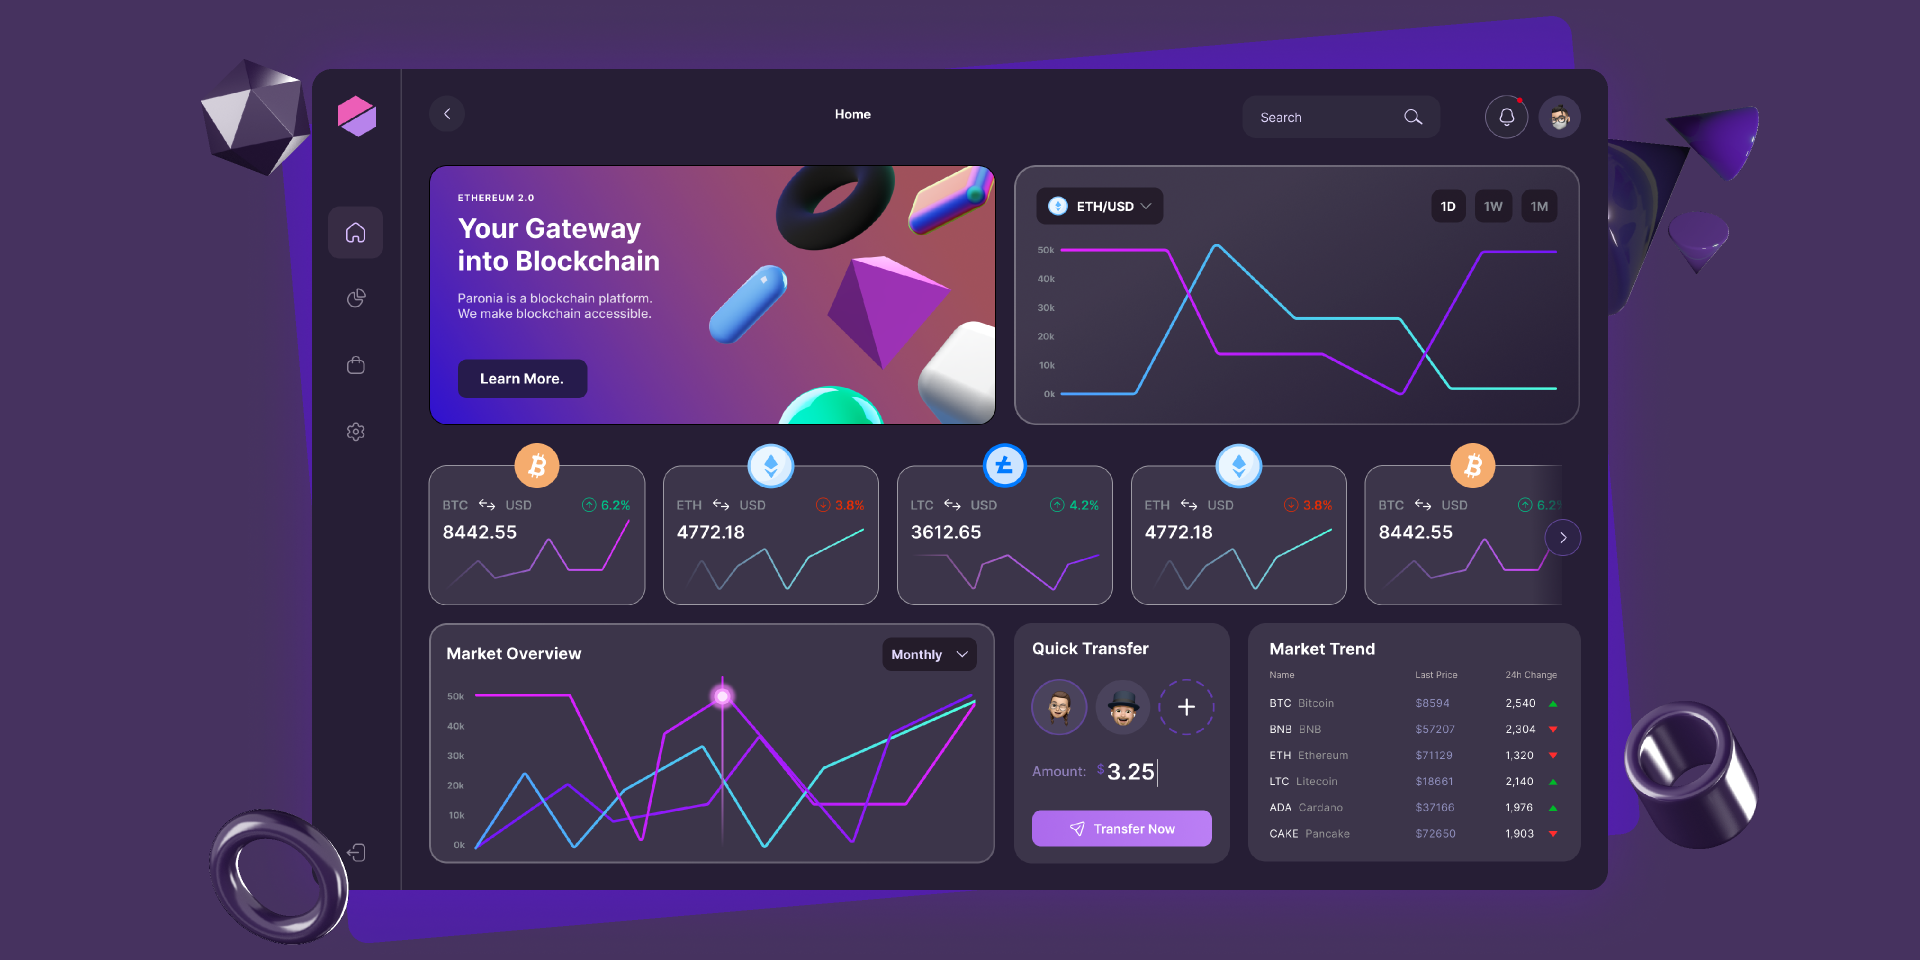 Home
Search
ETHEREUM 2.0
Your Gateway
into Blockchain
Paronia is a blockchain platform.
We make blockchain accessible.
Learn More.
ETH/USD
1D 1W 1M
50k
40k
30k
20k
10k
0k
BTC USD 6.2%
8442.55
ETH USD 3.8%
4772.18
LTC USD 4.2%
3612.65
ETH USD 3.8%
4772.18
BTC USD 6.2%
8442.55
Market Overview
Monthly
50k
40k
30k
20k
10k
0k
Quick Transfer
Amount: $3.25
Transfer Now
Market Trend
Name Last Price 24h Change
BTC Bitcoin $8594 2,540
BNB BNB $57207 2,304
ETH Ethereum $71129 1,320
LTC Litecoin $18661 2,140
ADA Cardano $37166 1,976
CAKE Pancake $72650 1,903